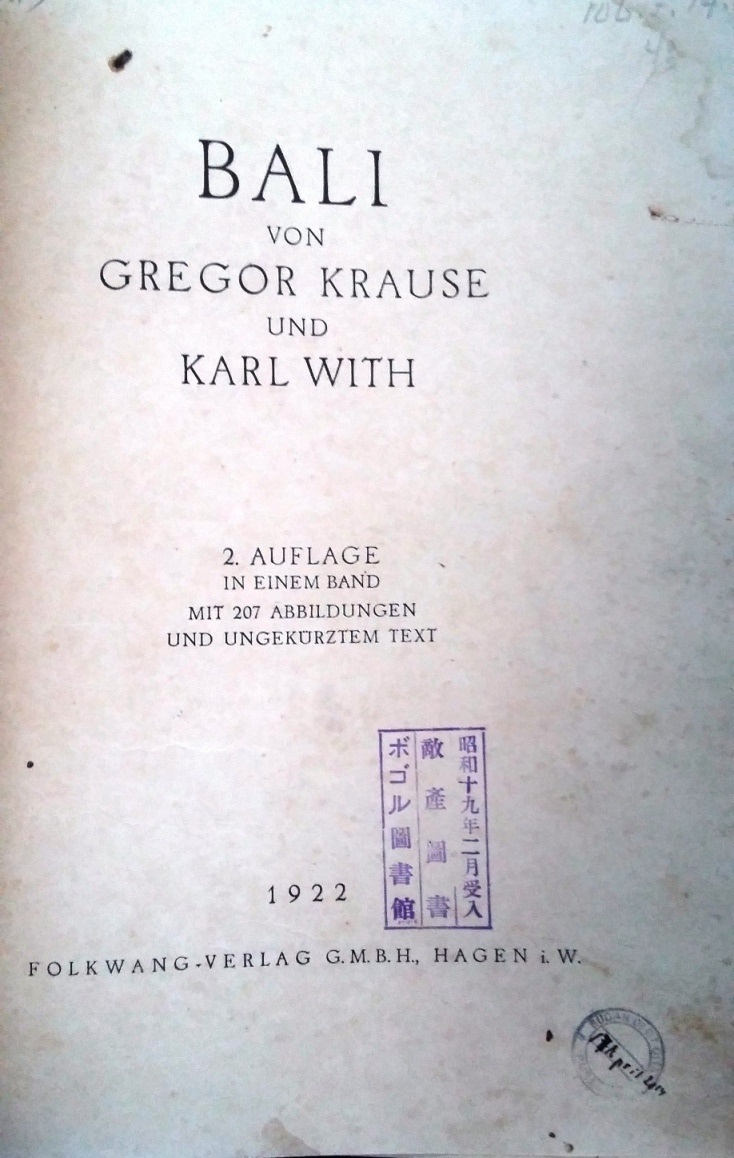 BALI
VON
GREGOR KRAUSE
UND
KARL WITH
2. AUFLAGE
IN EINEM BAND
MIT 207 ABBILDUNGEN
UND UNGEKÜRZTEM TEXT
昭和十九年二月受入
敵產圖書
ボゴル圖書館
1922
FOLKWANG-VERLAG G.M.B.H., HAGEN i. W.
April